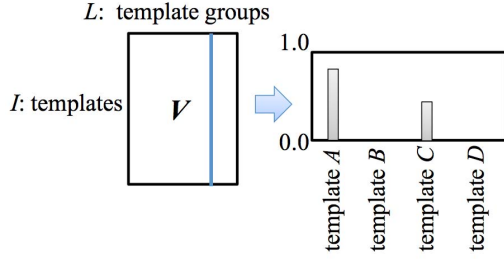 L: template groups
I: templates
V
1.0
0.0
template A
template B
template C
template D